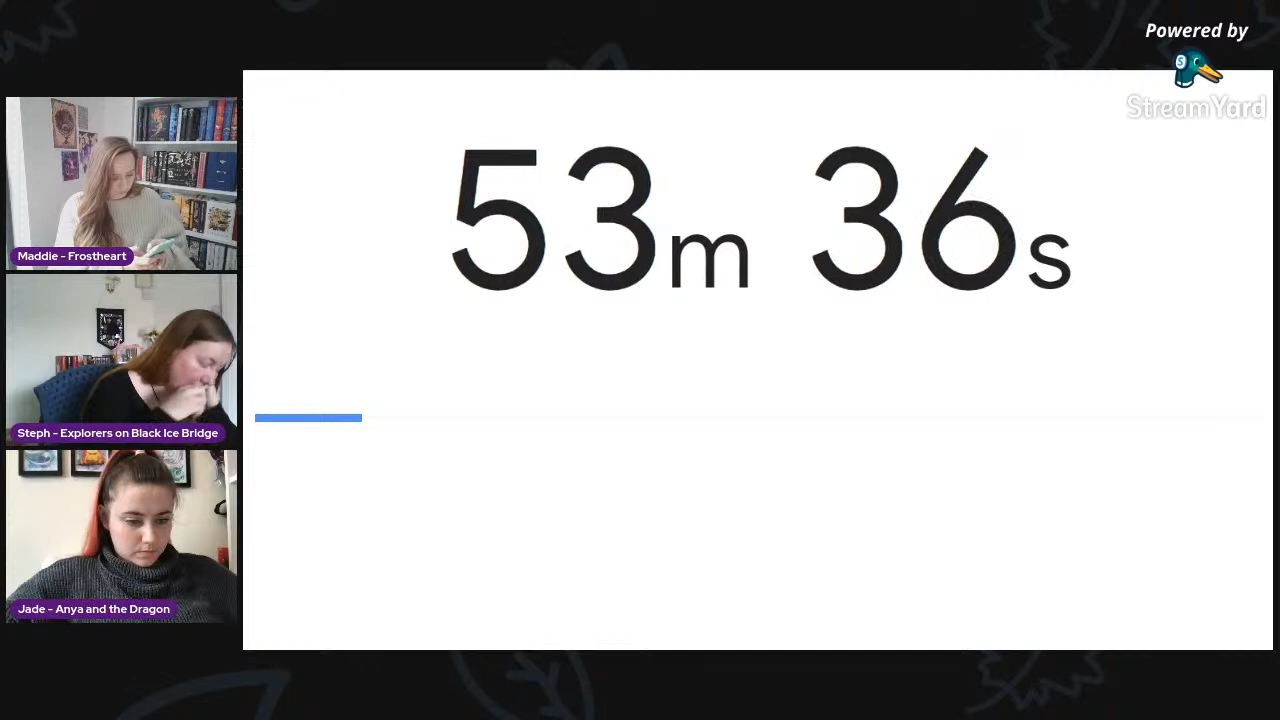 Powered by
StreamYard
53m 36s
Maddie - Frostheart
Steph - Explorers on Black Ice Bridge
Jade - Anya and the Dragon